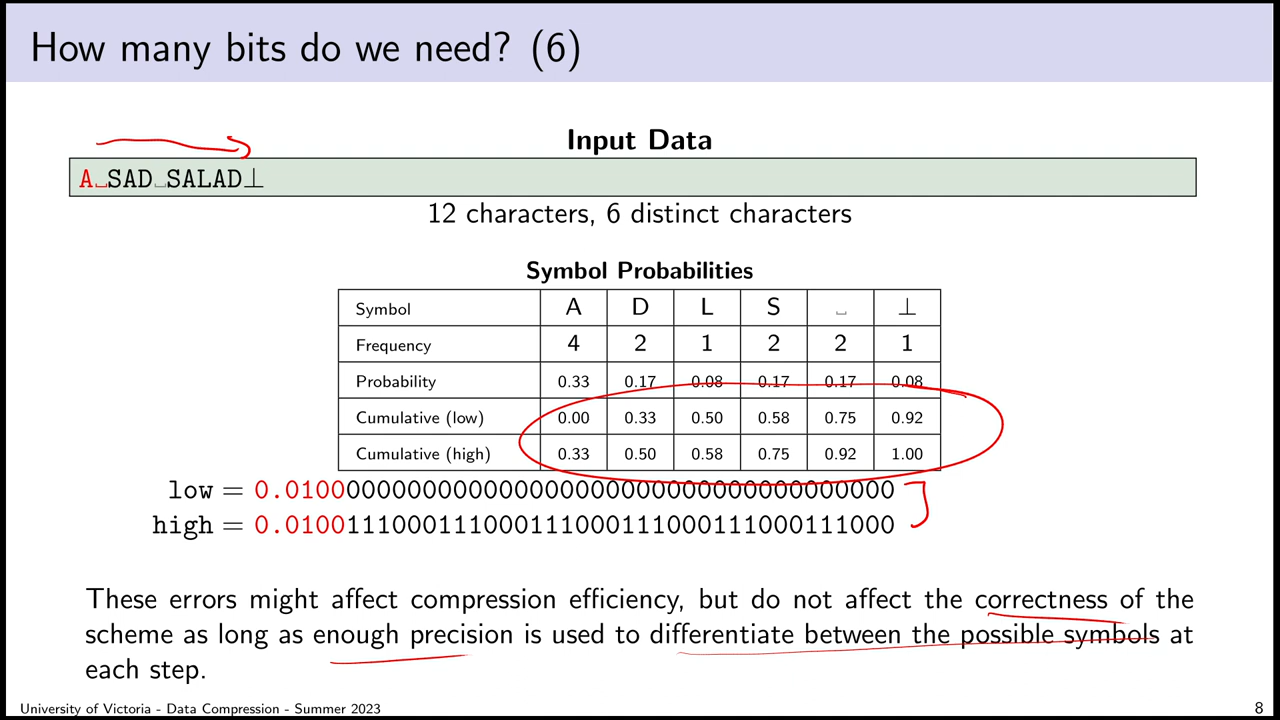 How many bits do we need? (6)
Input Data
A␣SAD␣SALAD⊥
12 characters, 6 distinct characters
Symbol Probabilities
Symbol A D L S ␣ ⊥
Frequency 4 2 1 2 2 1
Probability 0.33 0.17 0.08 0.17 0.17 0.08
Cumulative (low) 0.00 0.33 0.50 0.58 0.75 0.92
Cumulative (high) 0.33 0.50 0.58 0.75 0.92 1.00
low = 0.0100000000000000000000000000000000000000
high = 0.0100111000111000111000111000111000111000
These errors might affect compression efficiency, but do not affect the correctness of the
scheme as long as enough precision is used to differentiate between the possible symbols at
each step.
University of Victoria - Data Compression - Summer 2023 8